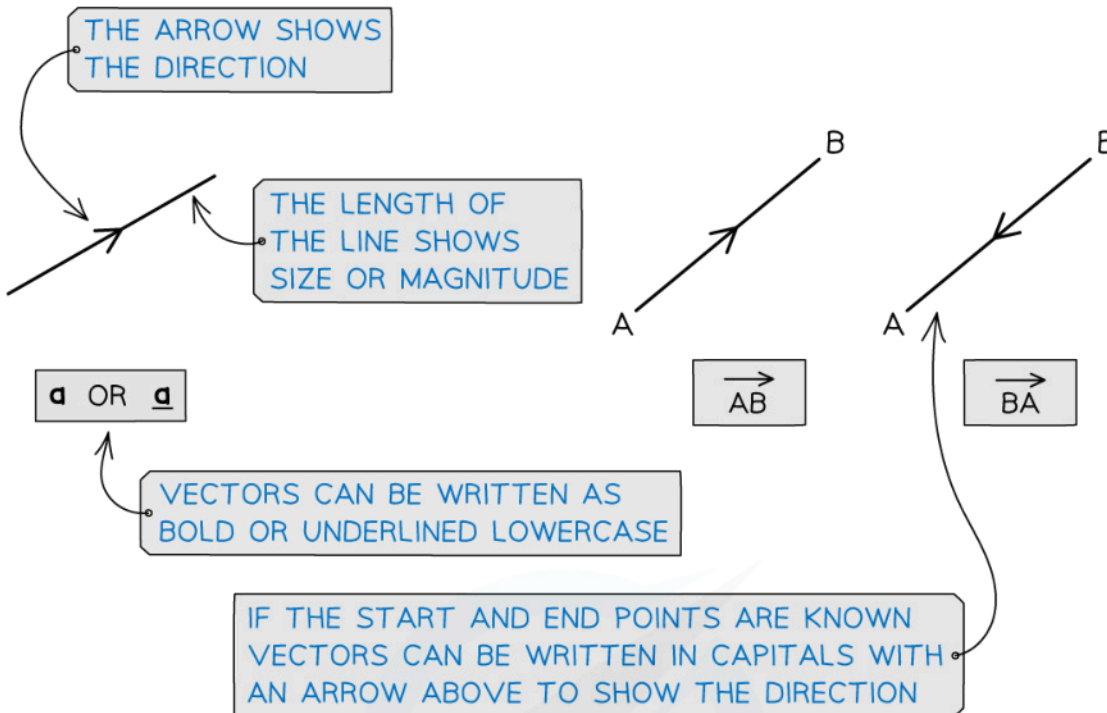 THE ARROW SHOWS
THE DIRECTION
THE LENGTH OF
THE LINE SHOWS
SIZE OR MAGNITUDE
a OR a
VECTORS CAN BE WRITTEN AS
BOLD OR UNDERLINED LOWERCASE
B
A
AB
B
A
BA
IF THE START AND END POINTS ARE KNOWN
VECTORS CAN BE WRITTEN IN CAPITALS WITH
AN ARROW ABOVE TO SHOW THE DIRECTION